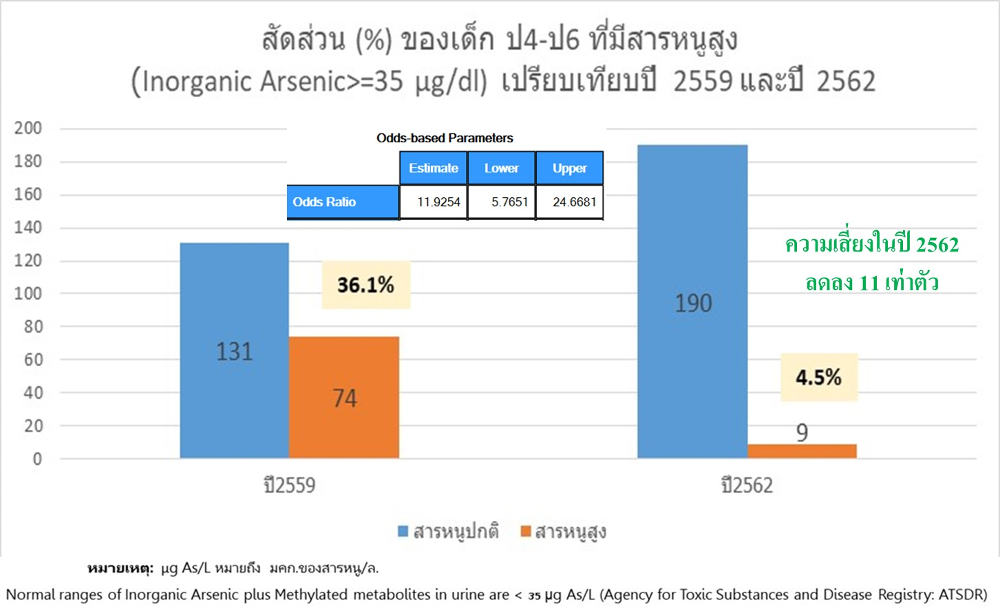 สัดส่วน (%) ของเด็ก ป4-ป6 ที่มีสารหนูสูง
(Inorganic Arsenic>=35 µg/dl) เปรียบเทียบปี 2559 และปี 2562
200
180
160
140
120
100
80
60
40
20
0
Odds-based Parameters
Estimate Lower Upper
Odds Ratio 11.9254 5.7651 24.6681
131
36.1%
74
190
ความเสี่ยงในปี 2562
ลดลง 11 เท่าตัว
4.5%
9
ปี2559 ปี2562
สารหนูปกติ สารหนูสูง
หมายเหตุ: µg As/L หมายถึง มคก.ของสารหนู/ล.
Normal ranges of Inorganic Arsenic plus Methylated metabolites in urine are < 35 µg As/L (Agency for Toxic Substances and Disease Registry: ATSDR)